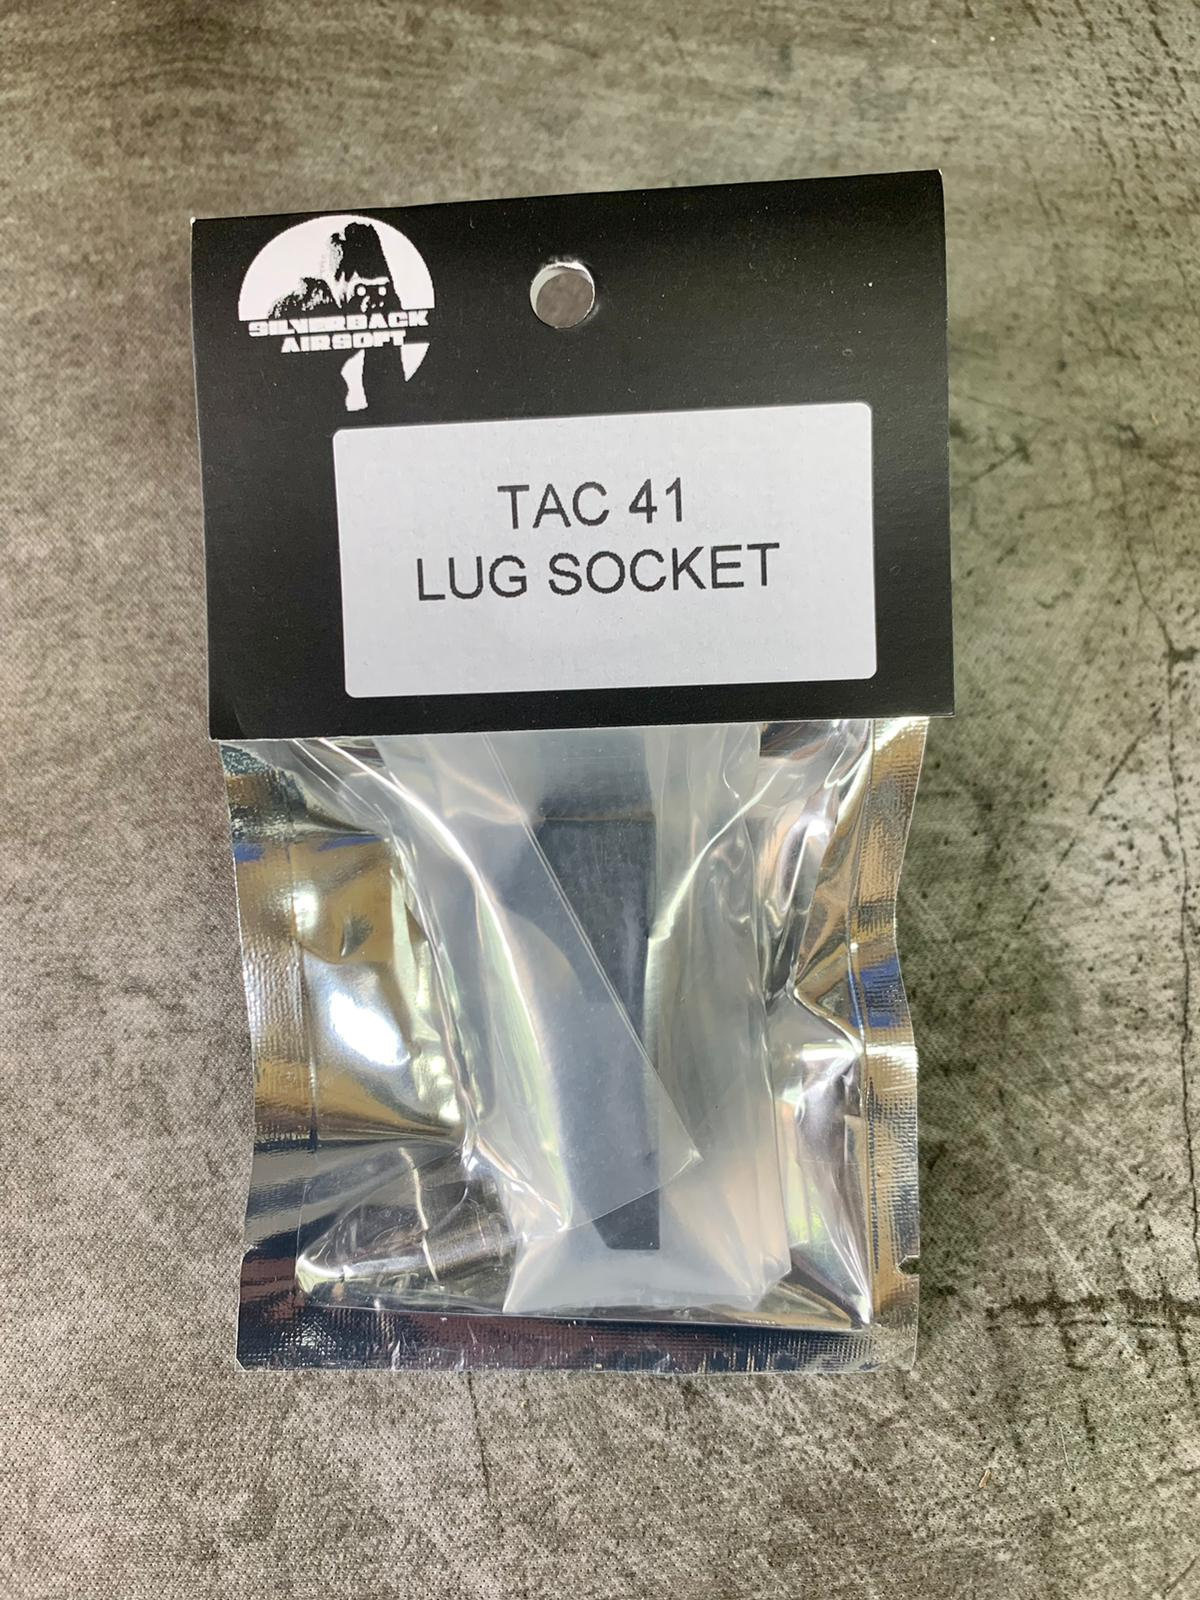 SILVERBACK
AIRSOFT
TAC 41
LUG SOCKET